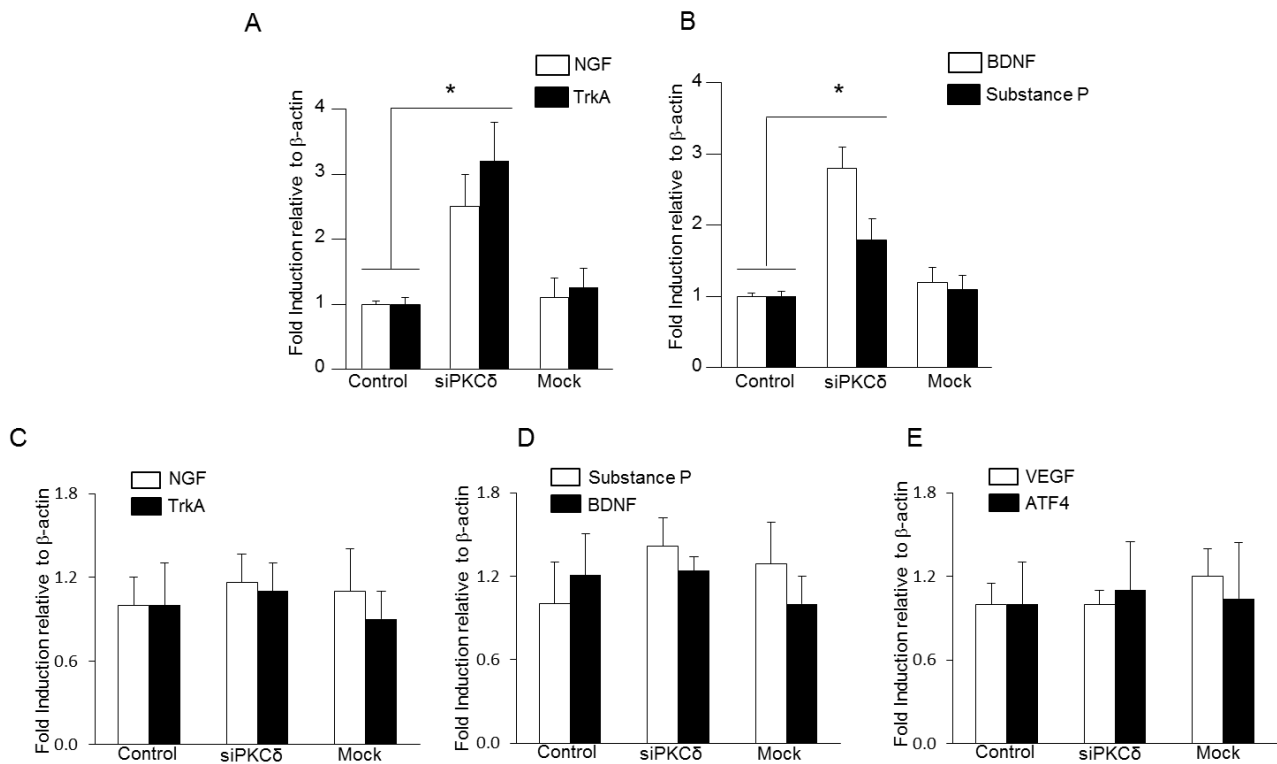 A
NGF
TrkA
Fold Induction relative to β-actin
4
3
2
1
0
*
Control
siPKCδ
Mock
B
BDNF
Substance P
Fold Induction relative to β-actin
4
3
2
1
0
*
Control
siPKCδ
Mock
C
NGF
TrkA
Fold Induction relative to β-actin
1.8
1.2
0.6
0.0
Control
siPKCδ
Mock
D
Substance P
BDNF
Fold Induction relative to β-actin
1.8
1.2
0.6
0.0
Control
siPKCδ
Mock
E
VEGF
ATF4
Fold Induction relative to β-actin
1.8
1.2
0.6
0.0
Control
siPKCδ
Mock